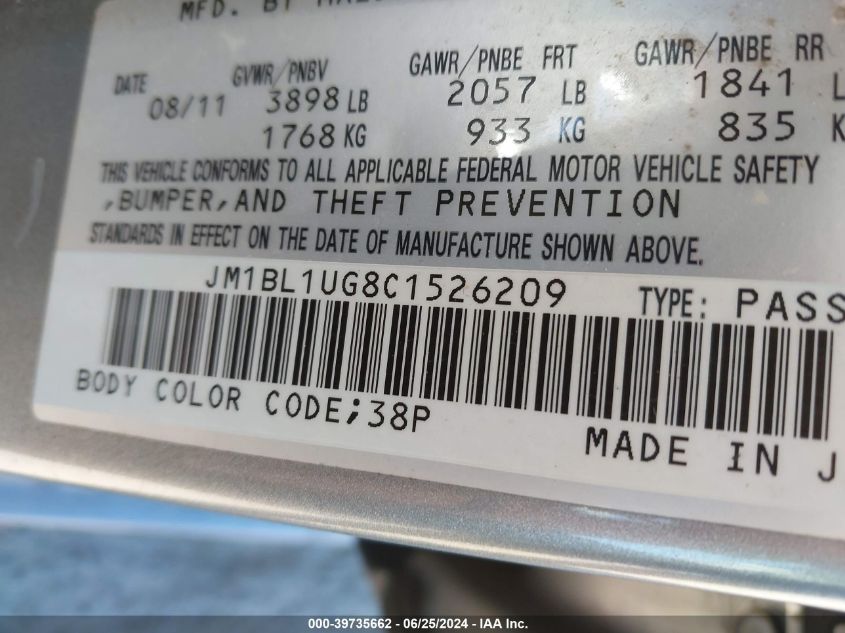 MFD. BY
DATE GVWR/PNBV GAWR/PNBE FRT GAWR/PNBE RR
08/11 3898 LB 2057 LB 1841 L
1768 KG 933 KG 835 K
THIS VEHICLE CONFORMS TO ALL APPLICABLE FEDERAL MOTOR VEHICLE SAFETY
,BUMPER,AND THEFT PREVENTION
STANDARDS IN EFFECT ON THE DATE OF MANUFACTURE SHOWN ABOVE.
JM1BL1UG8C1526209 TYPE: PASS
BODY COLOR CODE;38P
MADE IN J
000-39735662 / 06/25/2024 - IAA Inc.